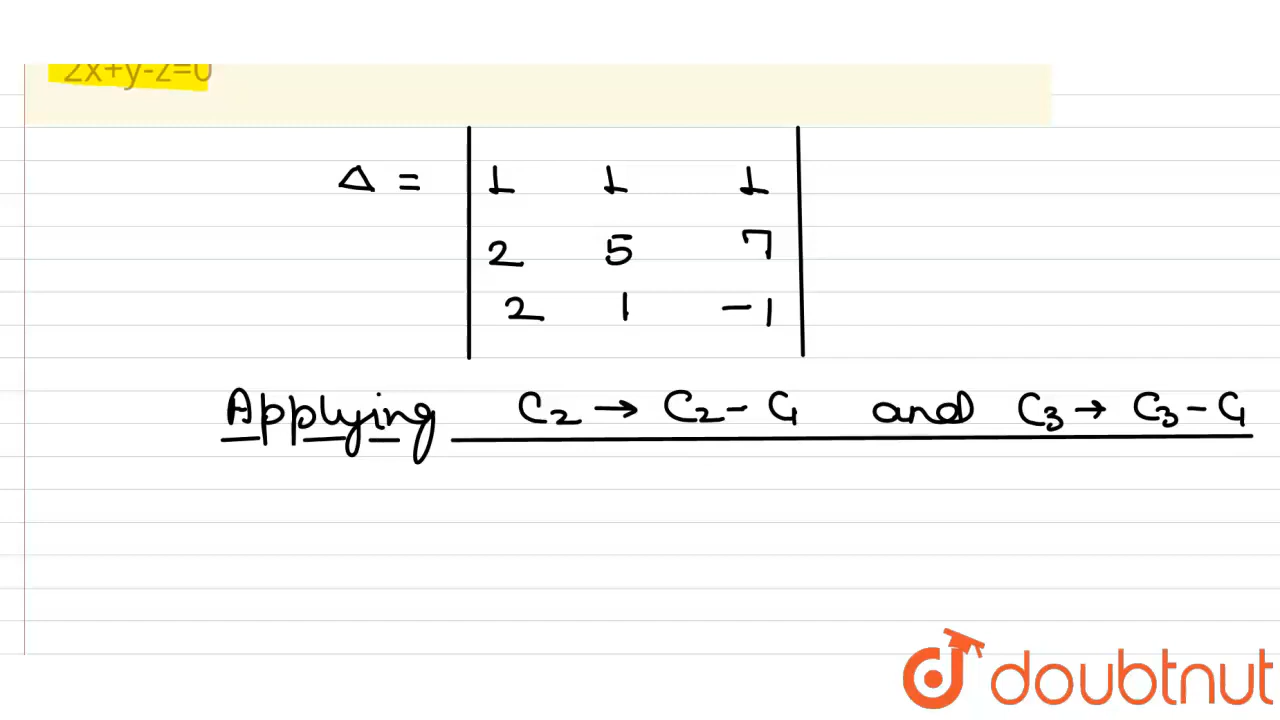 2x+y-z=0
Δ = | 1 1 1 |
| 2 5 7 |
| 2 1 -1 |
Applying C2 → C2 - C1 and C3 → C3 - C1
doubtnut